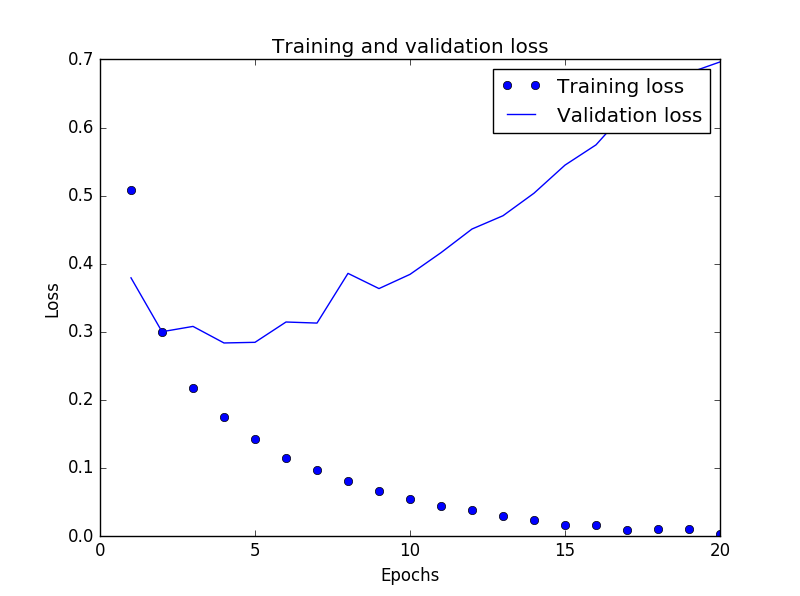 Training and validation loss
0.7
Training loss
Validation loss
0.6
0.5
0.4
Loss
0.3
0.2
0.1
0.0
0 5 10 15 20
Epochs